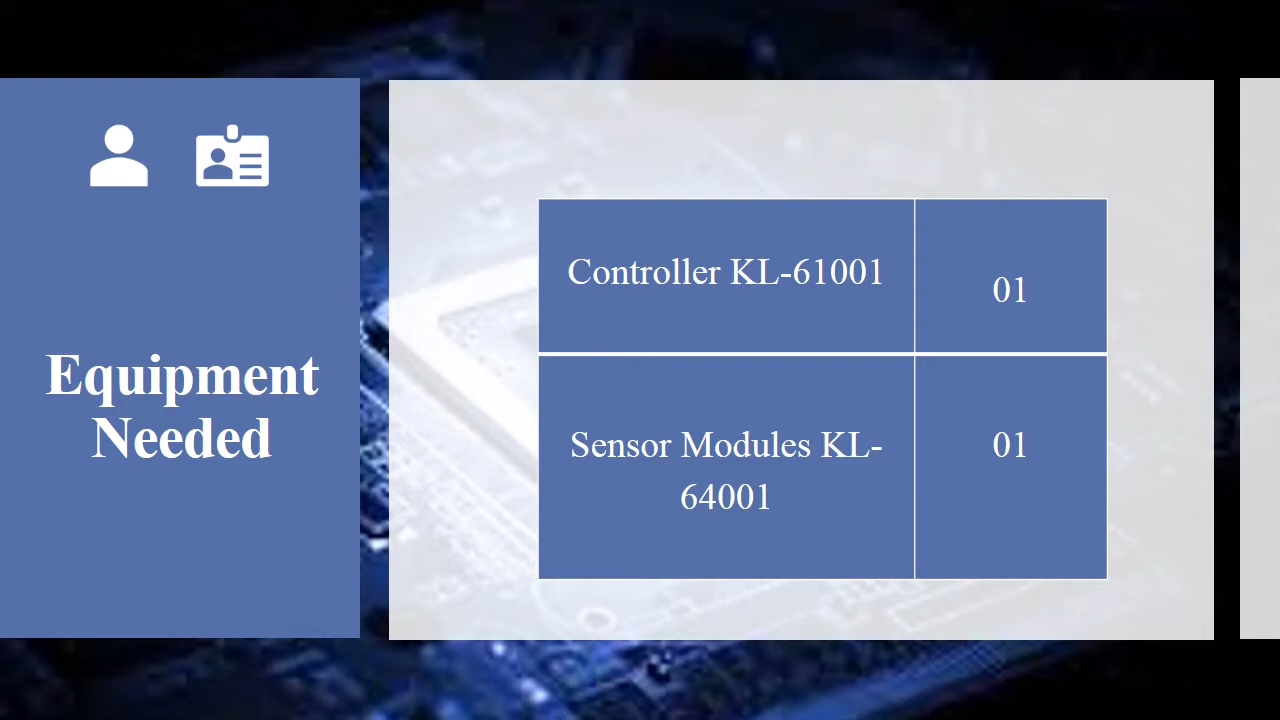 Equipment
Needed
Controller KL-61001
01
Sensor Modules KL-
64001
01